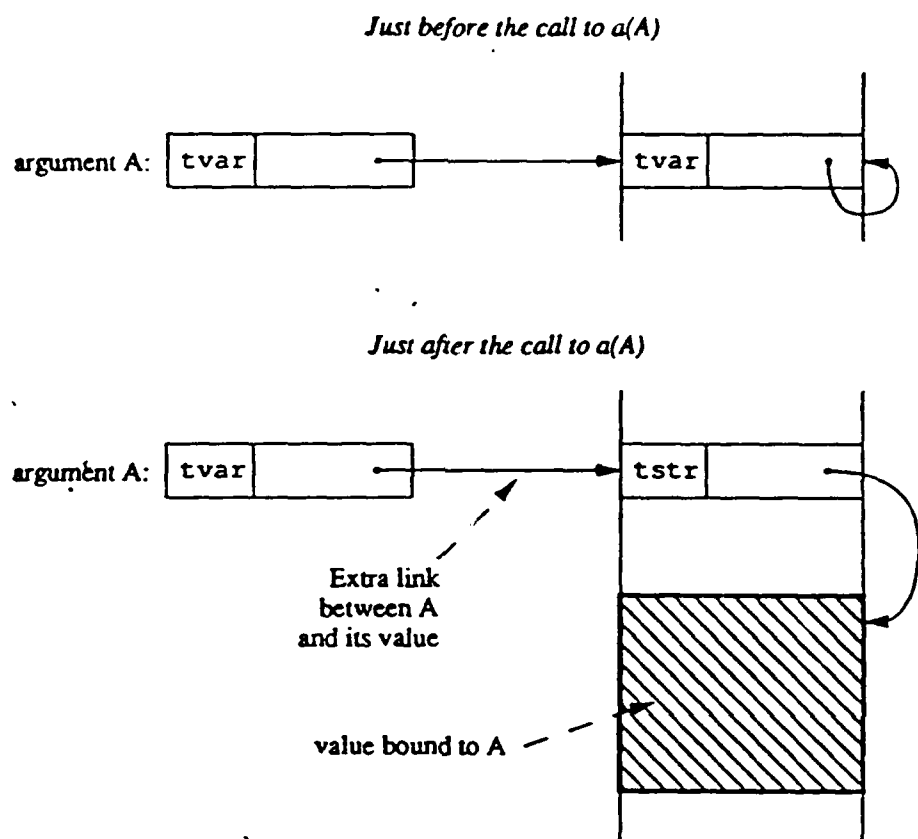 Just before the call to a(A)
argument A: tvar tvar
Just after the call to a(A)
argument A: tvar tstr
Extra link
between A
and its value
value bound to A